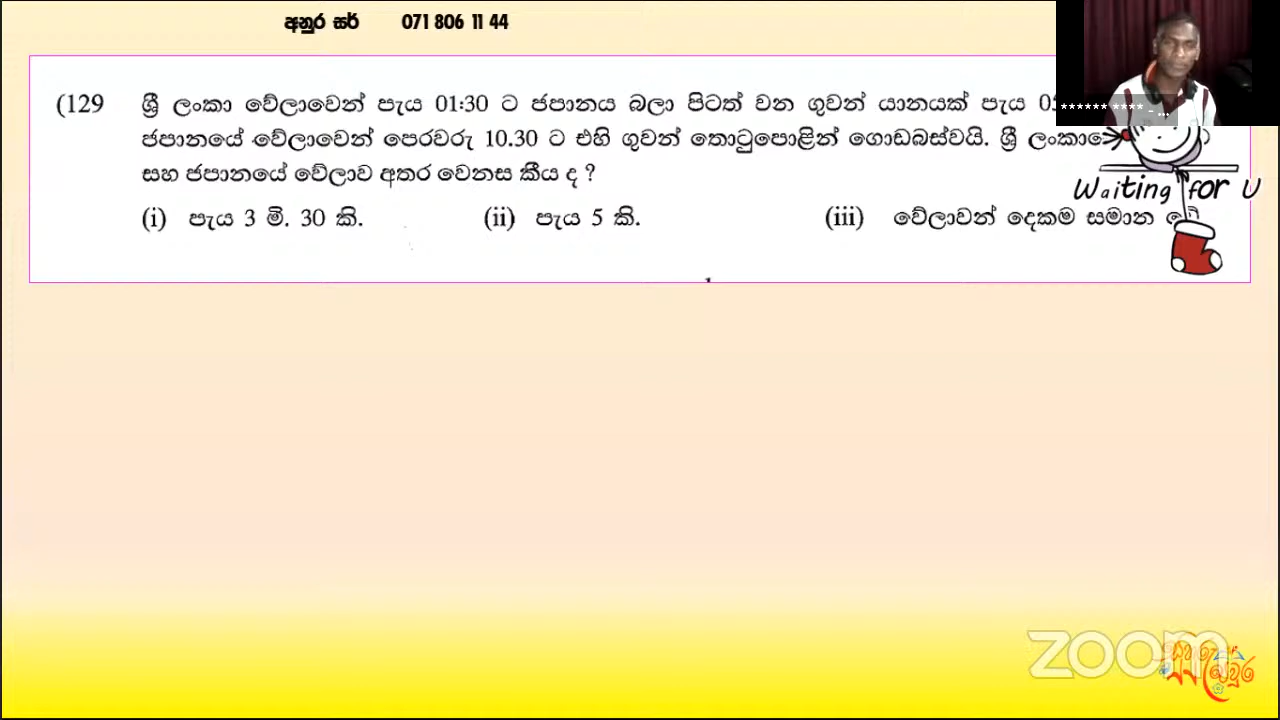 අනුර සර් 071 806 11 44
(129 ශ්‍රී ලංකා වේලාවෙන් පැය 01:30 ට ජපානය බලා පිටත් වන ගුවන් යානයක් පැය
****** **** - ...
ජපානයේ වේලාවෙන් පෙරවරු 10.30 ට එහි ගුවන් තොටුපොළින් ගොඩබස්වයි. ශ්‍රී
සහ ජපානයේ වේලාව අතර වෙනස කීය ද ?
Waiting for U
(i) පැය 3 මි. 30 කි. (ii) පැය 5 කි. (iii) වේලාවන් දෙකම සමාන වේ
zoom